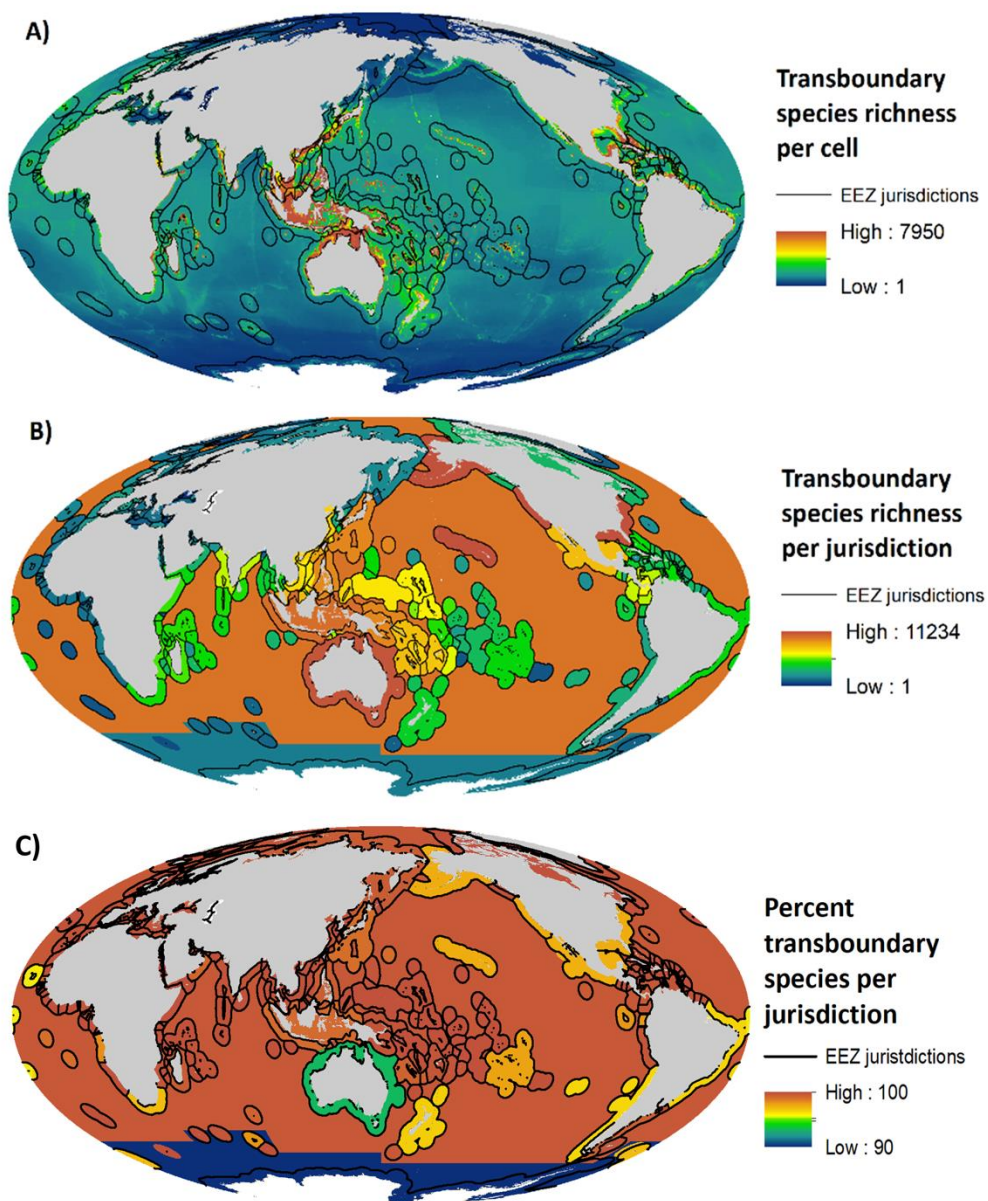 A)
Transboundary
species richness
per cell
EEZ jurisdictions
High : 7950
Low : 1
B)
Transboundary
species richness
per jurisdiction
EEZ jurisdictions
High : 11234
Low : 1
C)
Percent
transboundary
species per
jurisdiction
EEZ juristdictions
High : 100
Low : 90